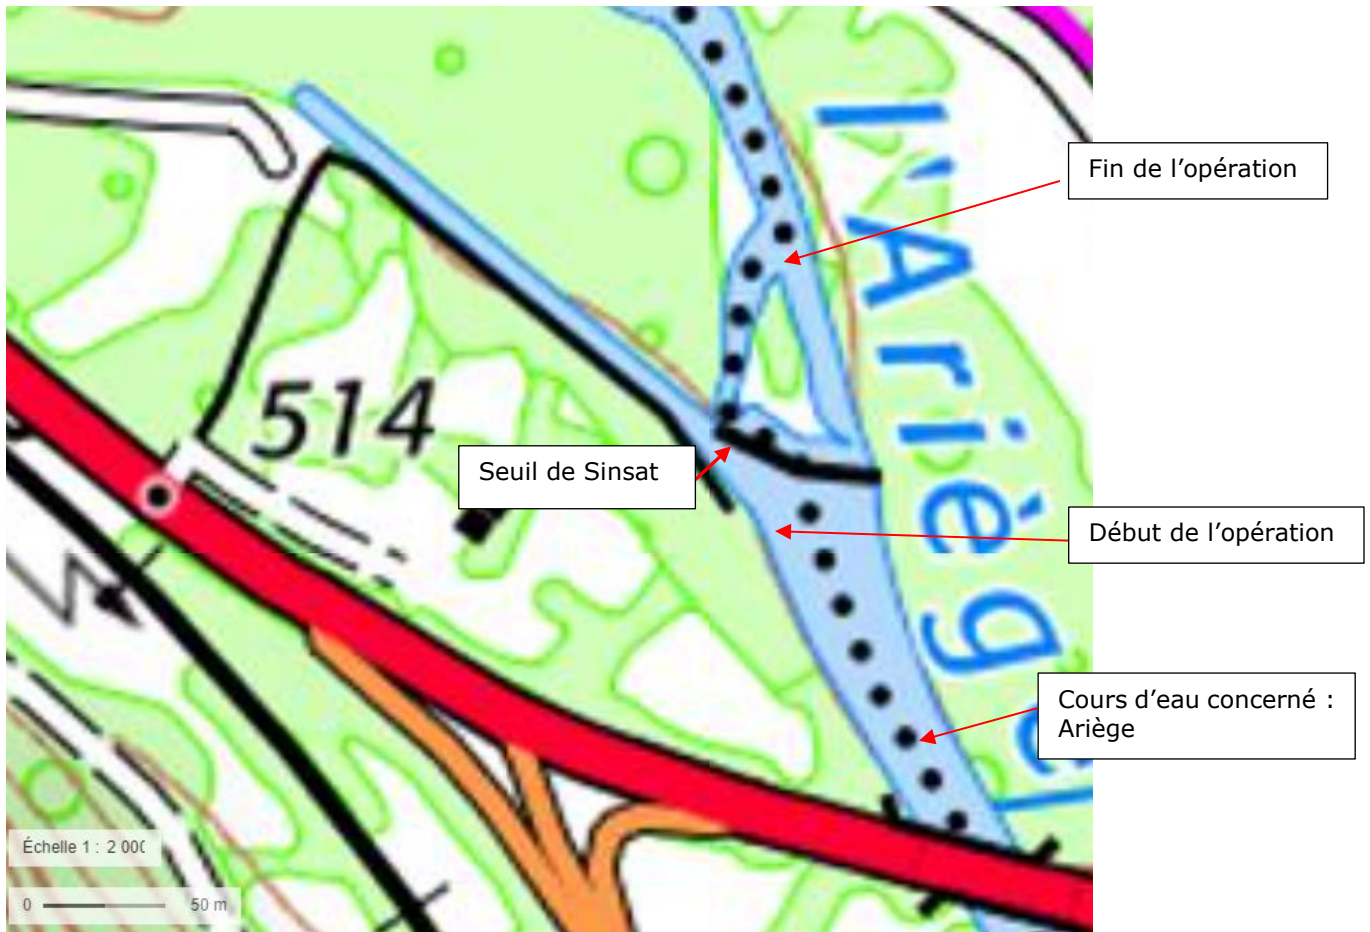 l'Ariège
Fin de l’opération
514
Seuil de Sinsat
Début de l’opération
Cours d’eau concerné :
Ariège
Échelle 1 : 2 000
0 50 m